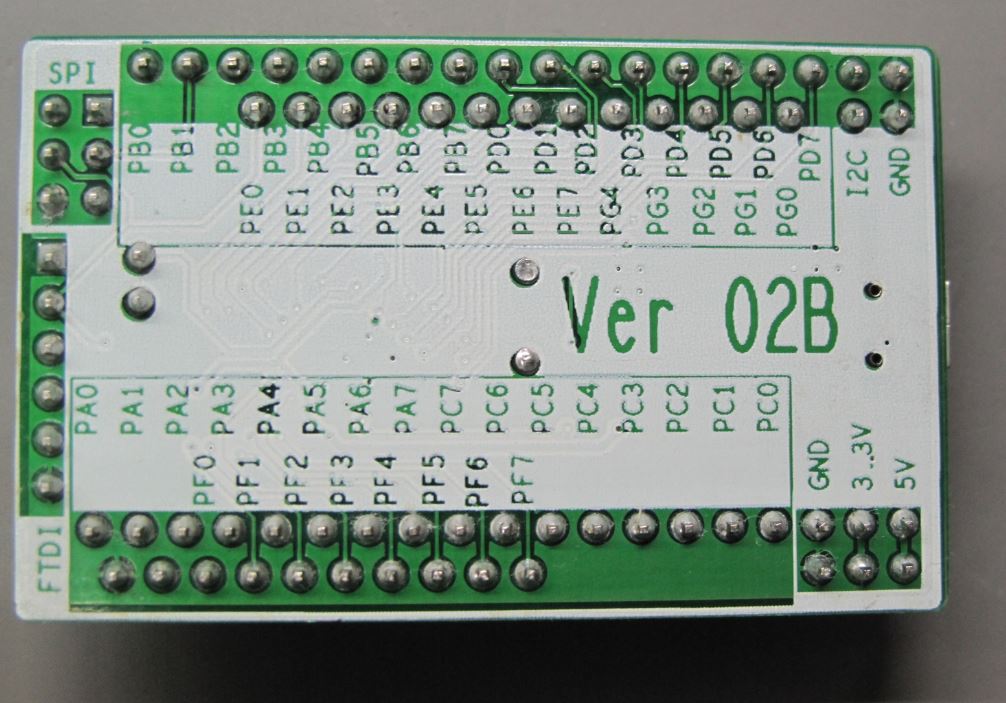 SPI
PB0 PB1 PB2 PB3 PB4 PB5 PB6 PB7 PD0 PD1 PD2 PD3 PD4 PD5 PD6 PD7 I2C GND
PE0 PE1 PE2 PE3 PE4 PE5 PE6 PE7 PG4 PG3 PG2 PG1 PG0
Ver 02B
PA0 PA1 PA2 PA3 PA4 PA5 PA6 PA7 PC7 PC6 PC5 PC4 PC3 PC2 PC1 PC0
PF0 PF1 PF2 PF3 PF4 PF5 PF6 PF7 GND 3..3V 5V
FTDI